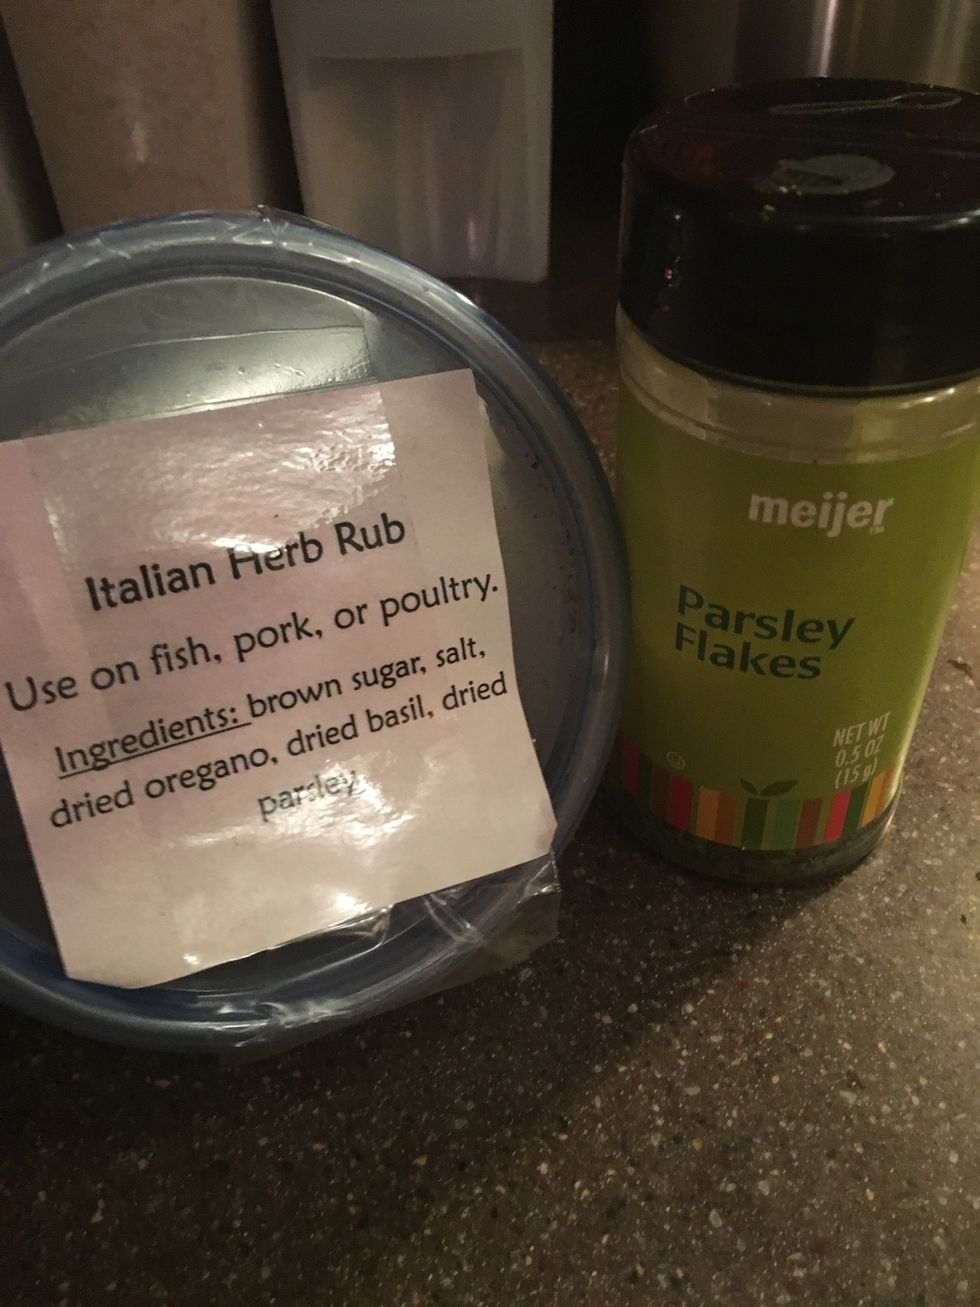 Italian Herb Rub
Use on fish, pork, or poultry.
Ingredients: brown sugar, salt,
dried oregano, dried basil, dried
parsley
meijer
Parsley
Flakes
NET WT
0.5 OZ
(15 g)